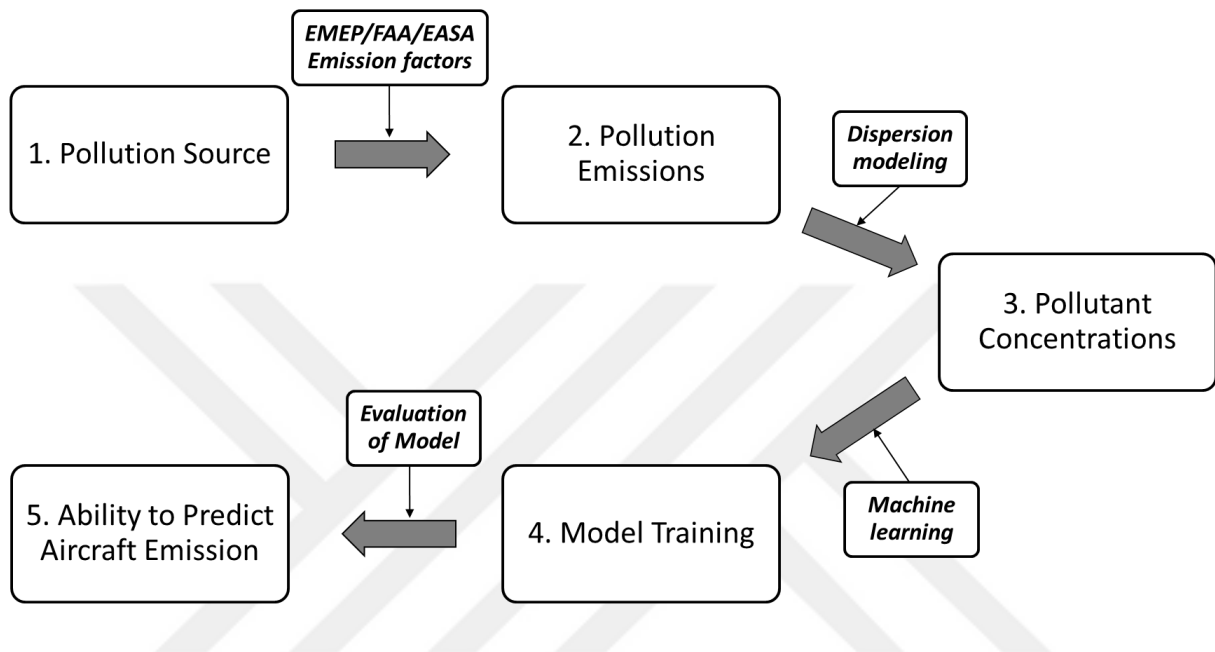 EMEP/FAA/EASA
Emission factors
1. Pollution Source
2. Pollution
Emissions
Dispersion
modeling
3. Pollutant
Concentrations
Machine
learning
4. Model Training
Evaluation
of Model
5. Ability to Predict
Aircraft Emission